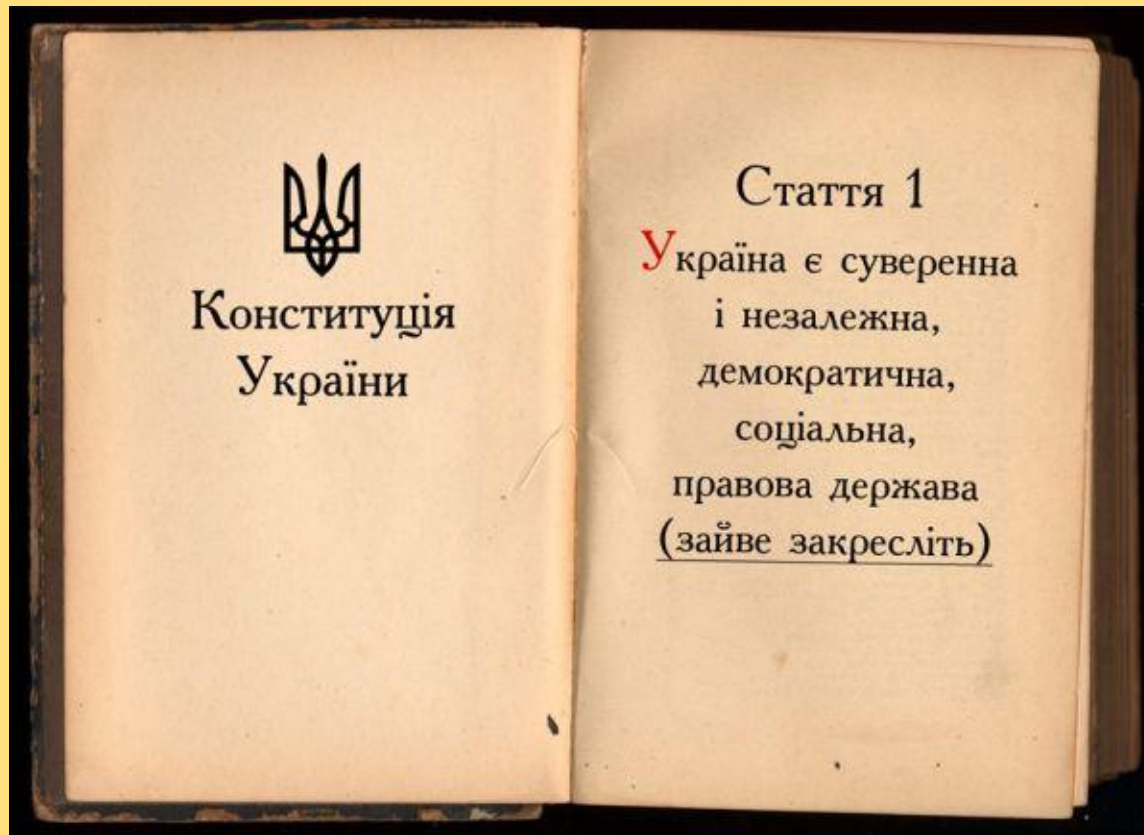 Конституція
України
Стаття 1
Україна є суверенна
і незалежна,
демократична,
соціальна,
правова держава
(зайве закресліть)